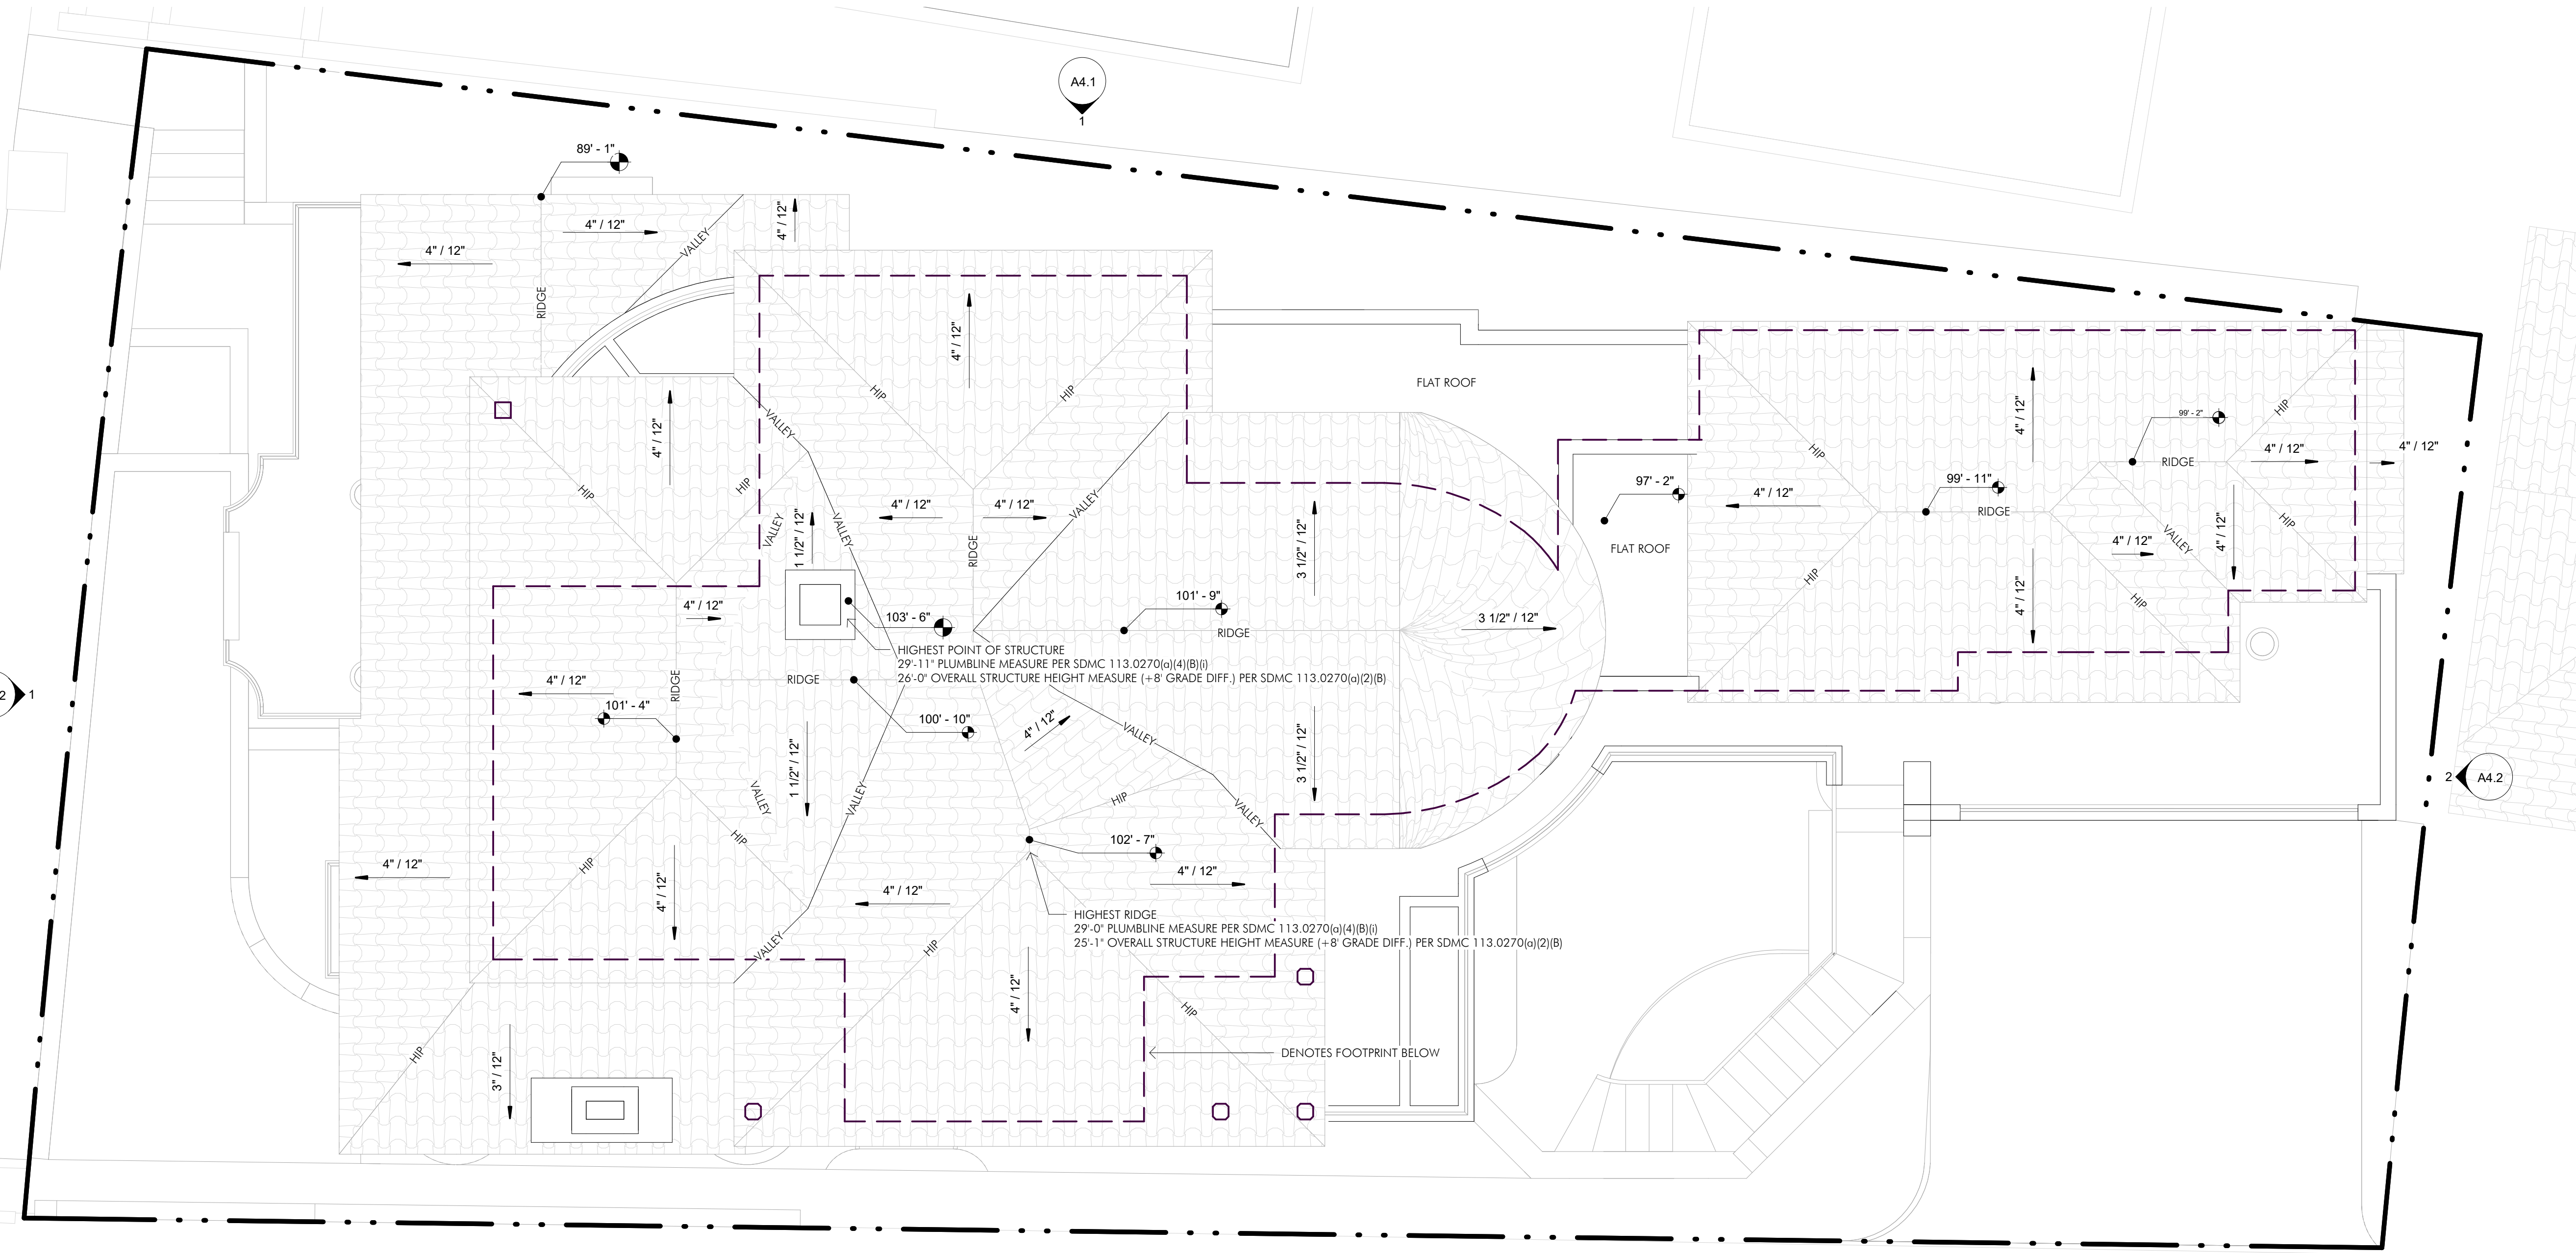 A4.1
1
89' - 1"
4" / 12"
4" / 12"
4" / 12"
VALLEY
RIDGE
4" / 12"
HIP
HIP
FLAT ROOF
VALLEY
4" / 12"
HIP
HIP
VALLEY
VALLEY
1 1/2" / 12"
4" / 12"
4" / 12"
RIDGE
VALLEY
3 1/2" / 12"
97' - 2"
FLAT ROOF
4" / 12"
HIP
HIP
4" / 12"
99' - 2"
RIDGE
99' - 11"
RIDGE
HIP
4" / 12"
4" / 12"
HIP
4" / 12"
VALLEY
4" / 12"
4" / 12"
HIP
4" / 12"
103' - 6"
101' - 9"
RIDGE
3 1/2" / 12"
HIGHEST POINT OF STRUCTURE
29'-11" PLUMBLINE MEASURE PER SDMC 113.0270(a)(4)(B)(i)
26'-0" OVERALL STRUCTURE HEIGHT MEASURE (+8' GRADE DIFF.) PER SDMC 113.0270(a)(2)(B)
2
1
4" / 12"
RIDGE
RIDGE
101' - 4"
100' - 10"
4" / 12"
VALLEY
3 1/2" / 12"
1 1/2" / 12"
VALLEY
VALLEY
HIP
VALLEY
2
A4.2
HIP
HIP
102' - 7"
4" / 12"
4" / 12"
4" / 12"
4" / 12"
HIGHEST RIDGE
29'-0" PLUMBLINE MEASURE PER SDMC 113.0270(a)(4)(B)(i)
25'-1" OVERALL STRUCTURE HEIGHT MEASURE (+8' GRADE DIFF.) PER SDMC 113.0270(a)(2)(B)
VALLEY
HIP
4" / 12"
HIP
HIP
3" / 12"
DENOTES FOOTPRINT BELOW